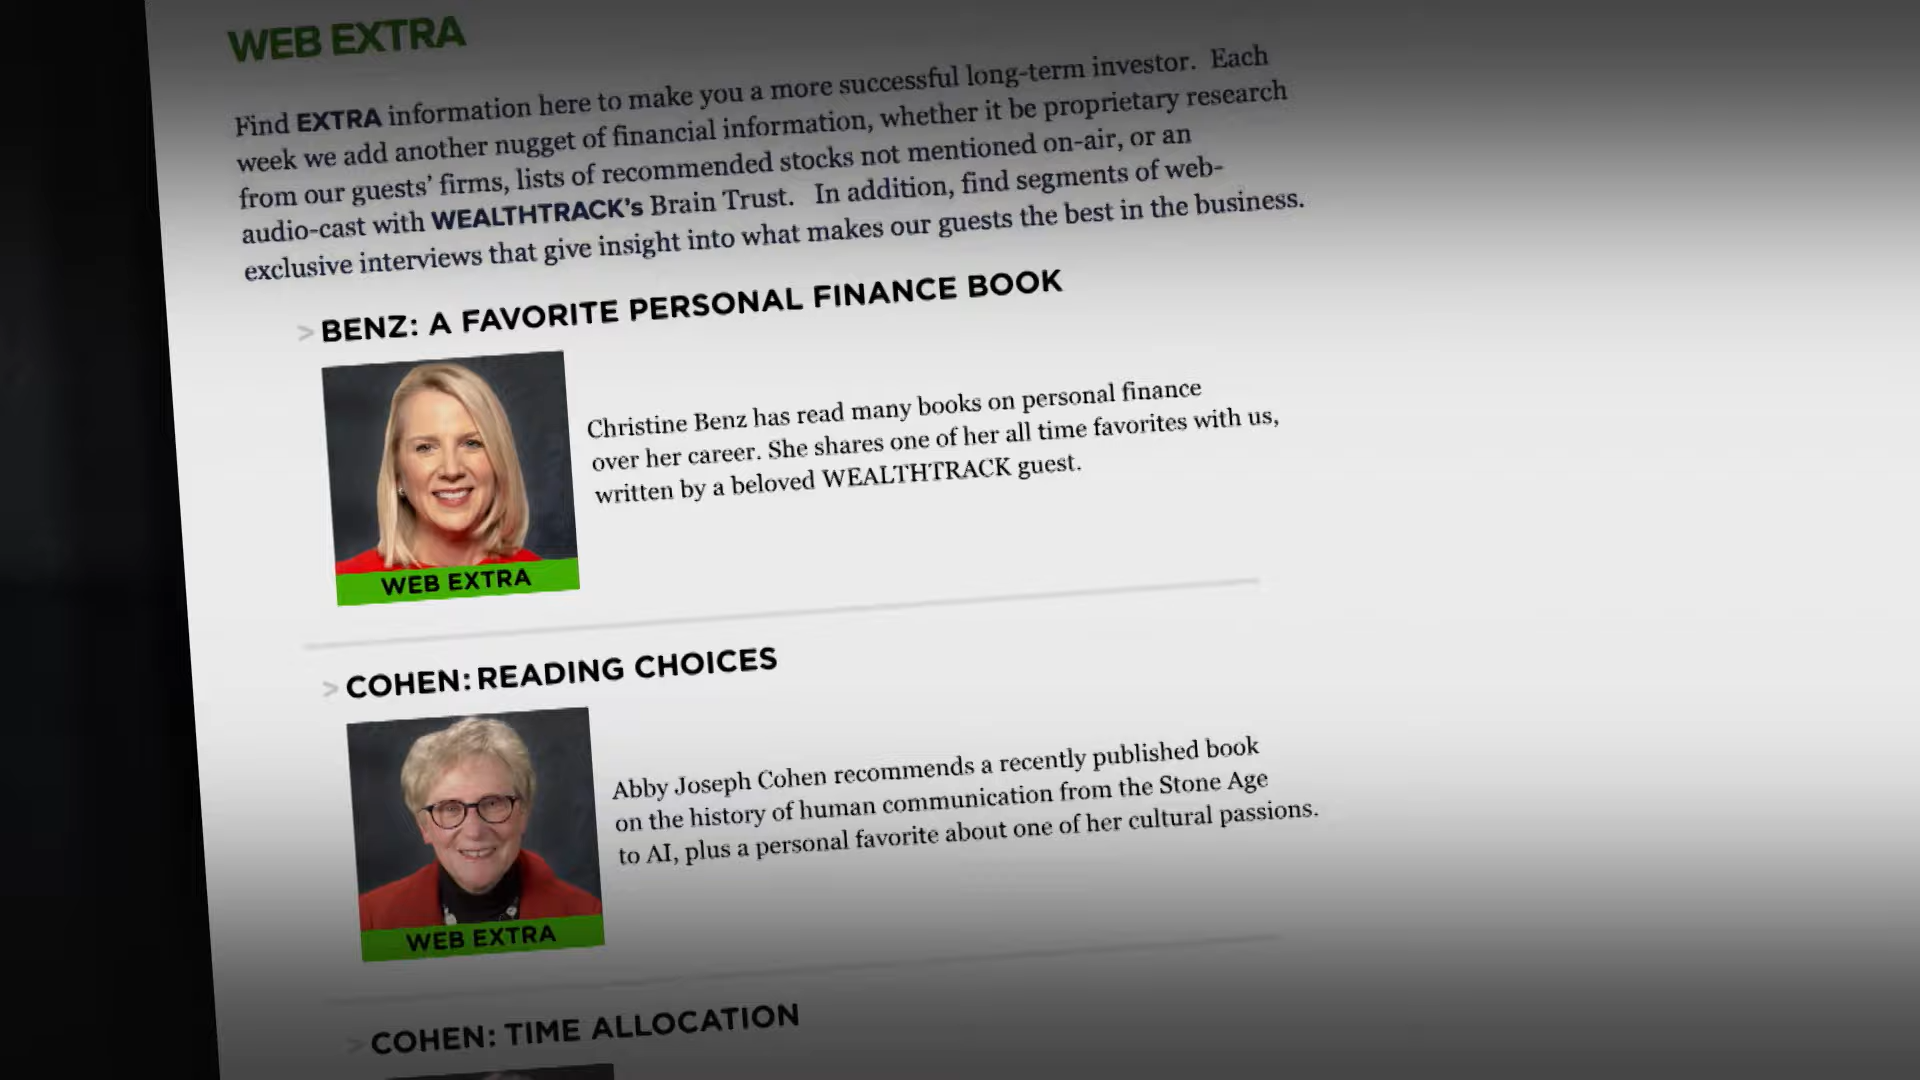 WEB EXTRA
Find EXTRA information here to make you a more successful long-term investor. Each
week we add another nugget of financial information, whether it be proprietary research
from our guests' firms, lists of recommended stocks not mentioned on-air, or an
audio-cast with WEALTHTRACK's Brain Trust. In addition, find segments of web-
exclusive interviews that give insight into what makes our guests the best in the business.
> BENZ: A FAVORITE PERSONAL FINANCE BOOK
Christine Benz has read many books on personal finance
over her career. She shares one of her all time favorites with us,
written by a beloved WEALTHTRACK guest.
WEB EXTRA
> COHEN: READING CHOICES
Abby Joseph Cohen recommends a recently published book
on the history of human communication from the Stone Age
to AI, plus a personal favorite about one of her cultural passions.
WEB EXTRA
> COHEN: TIME ALLOCATION